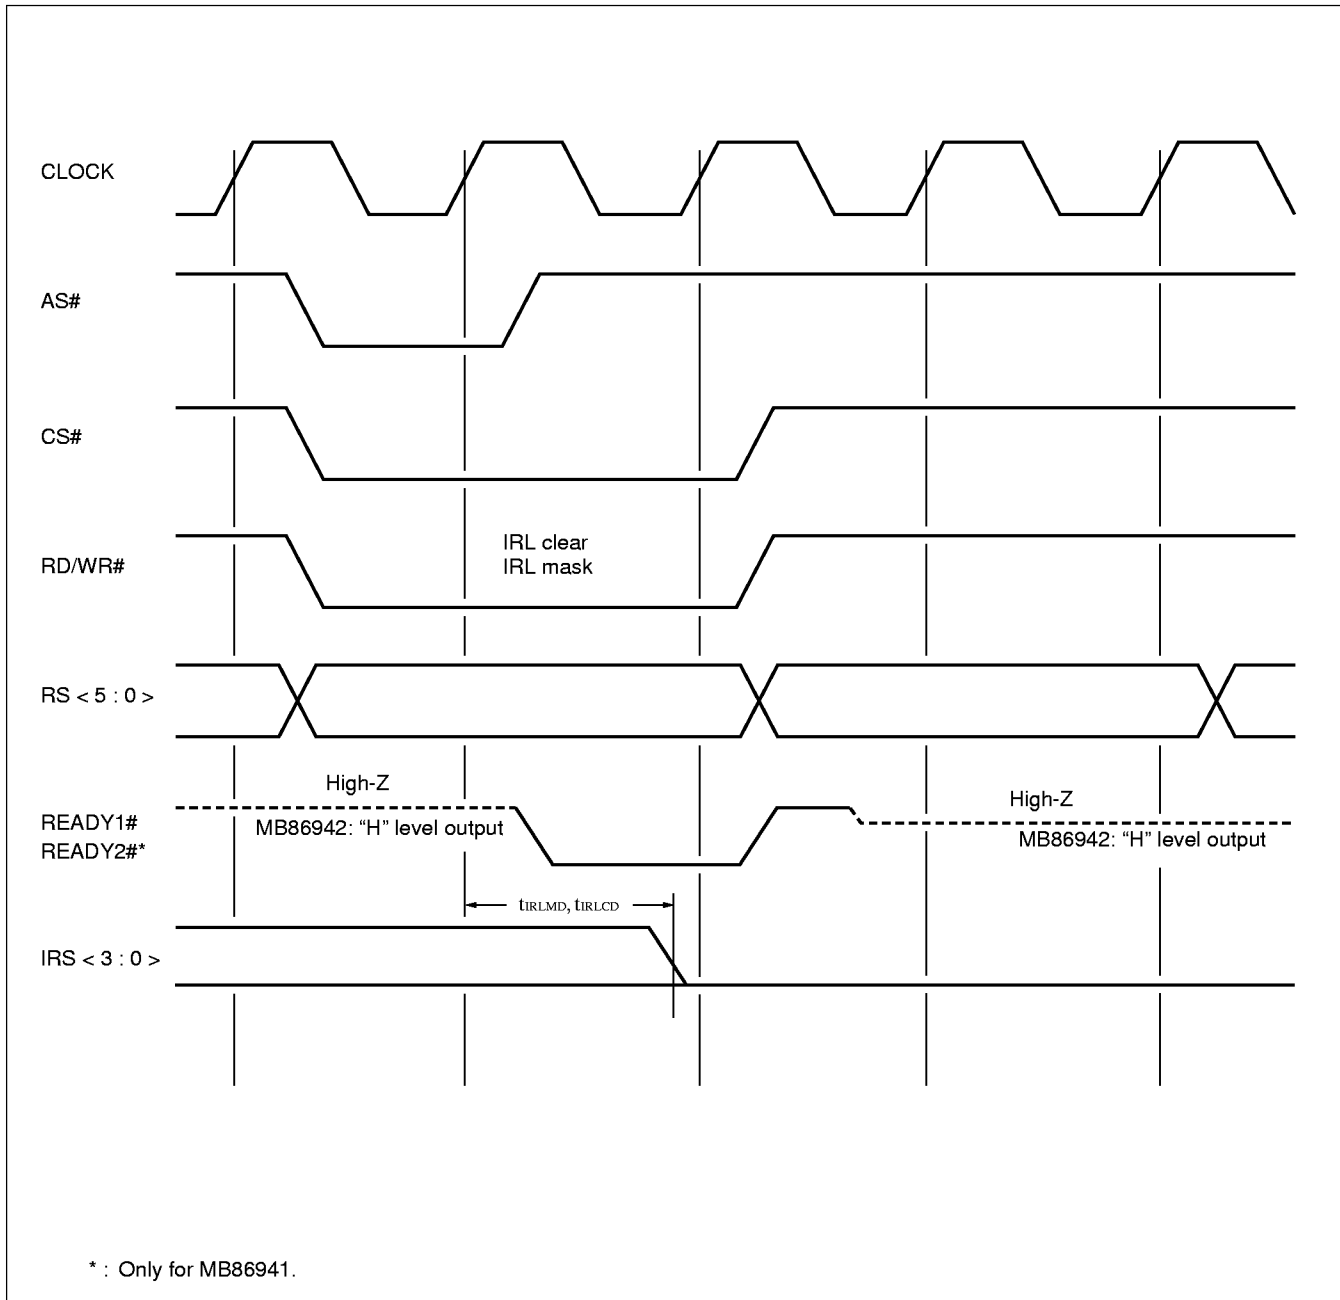 CLOCK
AS#
CS#
IRL clear
IRL mask
RD/WR#
RS < 5 : 0 >
High-Z
High-Z
READY1#
MB86942: “H” level output
MB86942: “H” level output
READY2#*
tIRLMD, tIRLCD
IRS < 3 : 0 >
* : Only for MB86941.